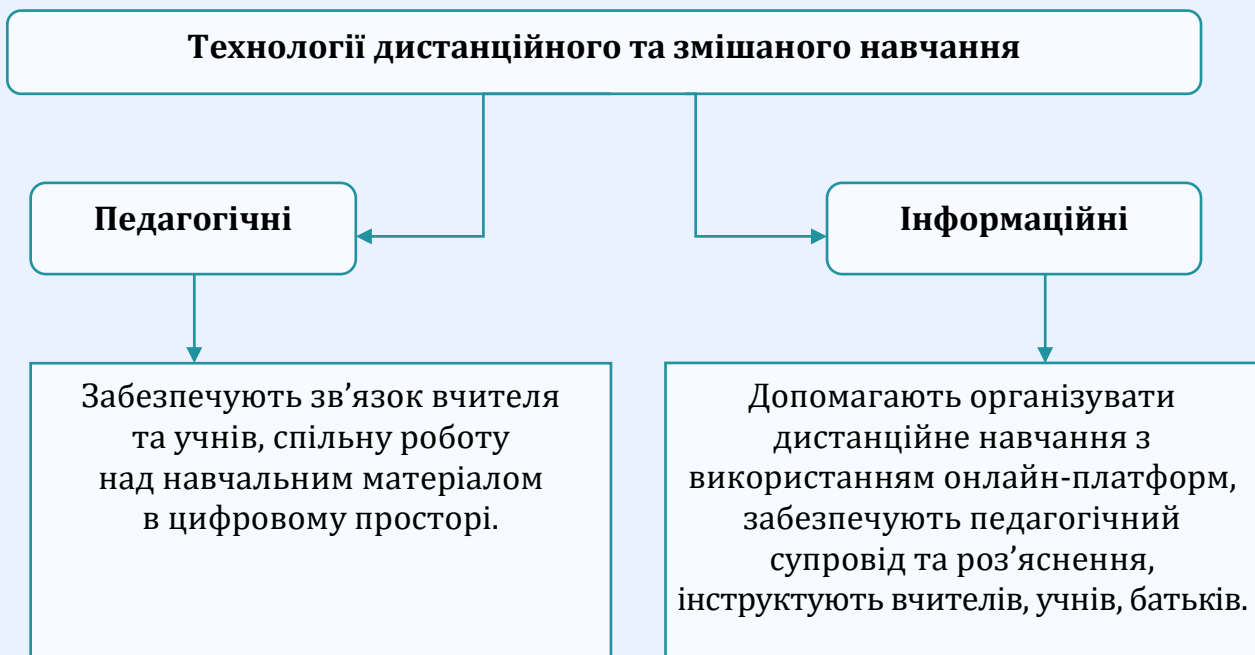 Технології дистанційного та змішаного навчання
Педагогічні
Інформаційні
Забезпечують зв’язок вчителя
та учнів, спільну роботу
над навчальним матеріалом
в цифровому просторі.
Допомагають організувати
дистанційне навчання з
використанням онлайн-платформ,
забезпечують педагогічний
супровід та роз’яснення,
інструктують вчителів, учнів, батьків.